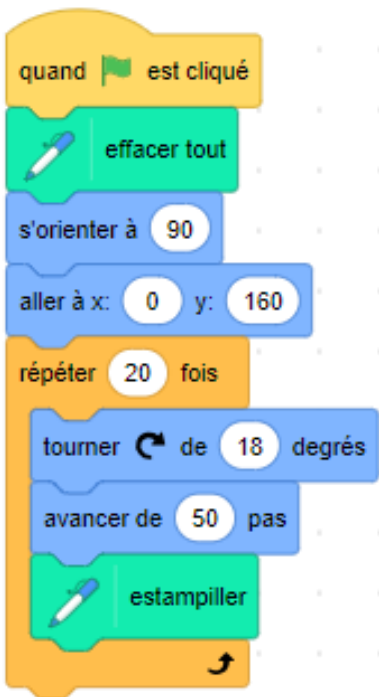 quand est cliqué
effacer tout
s'orienter à 90
aller à x: 0 y: 160
répéter 20 fois
tourner de 18 degrés
avancer de 50 pas
estampiller